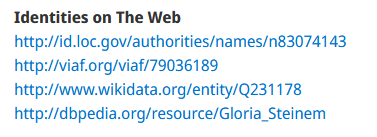 Identities on The Web
http://id.loc.gov/authorities/names/n83074143
http://viaf.org/viaf/79036189
http://www.wikidata.org/entity/Q231178
http://dbpedia.org/resource/Gloria_Steinem